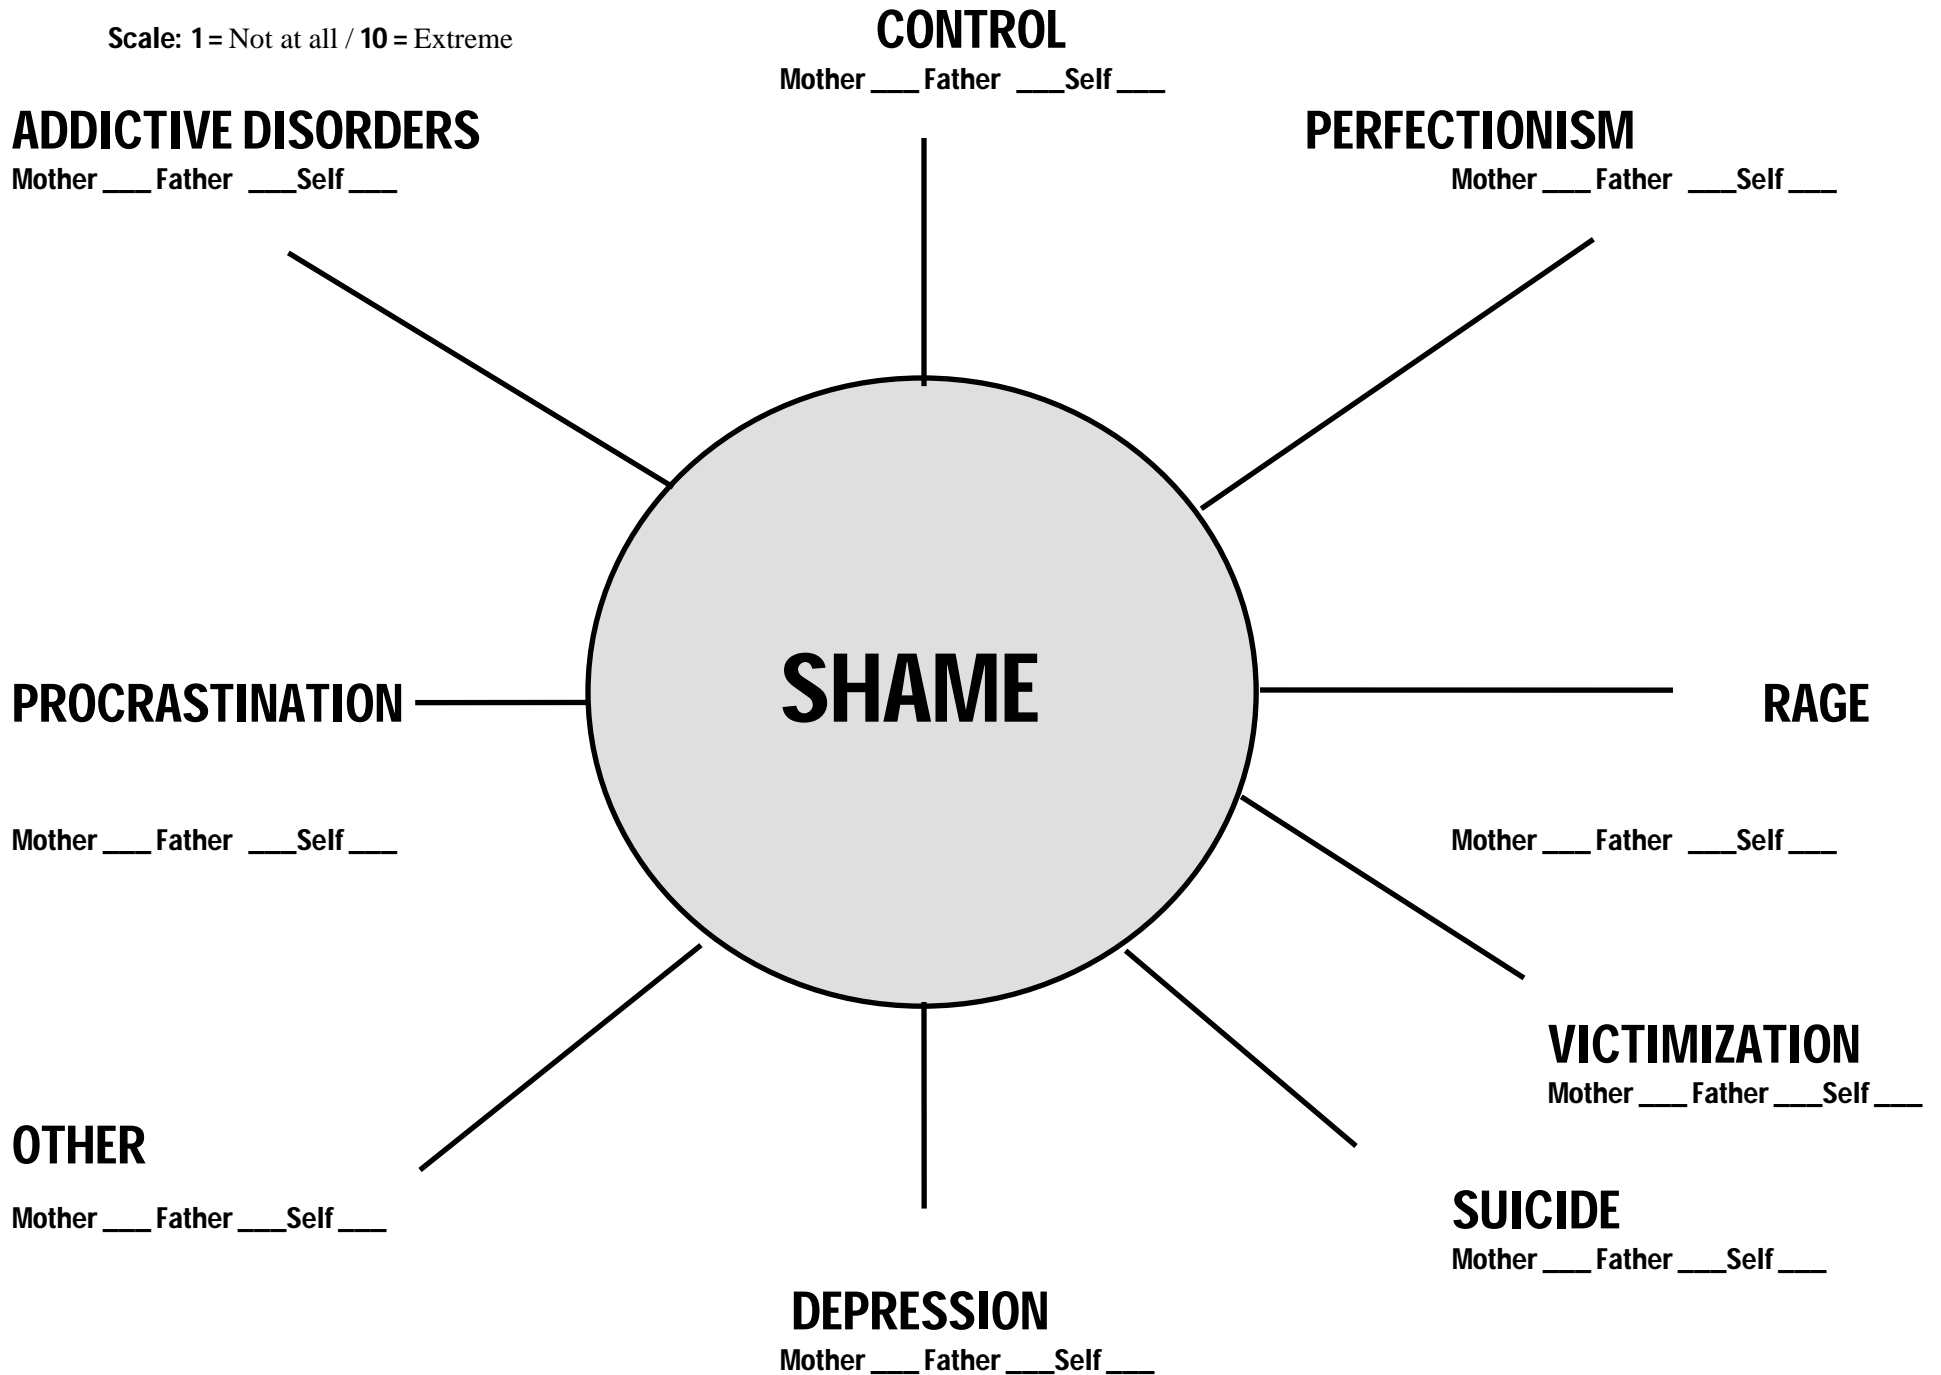 Scale: 1 = Not at all / 10 = Extreme
CONTROL
Mother ___ Father ___Self ___
ADDICTIVE DISORDERS
Mother ___ Father ___Self ___
PERFECTIONISM
Mother ___ Father ___Self ___
SHAME
PROCRASTINATION
Mother ___ Father ___Self ___
RAGE
Mother ___ Father ___Self ___
VICTIMIZATION
Mother ___ Father ___Self ___
OTHER
Mother ___ Father ___Self ___
SUICIDE
Mother ___ Father ___Self ___
DEPRESSION
Mother ___ Father ___Self ___